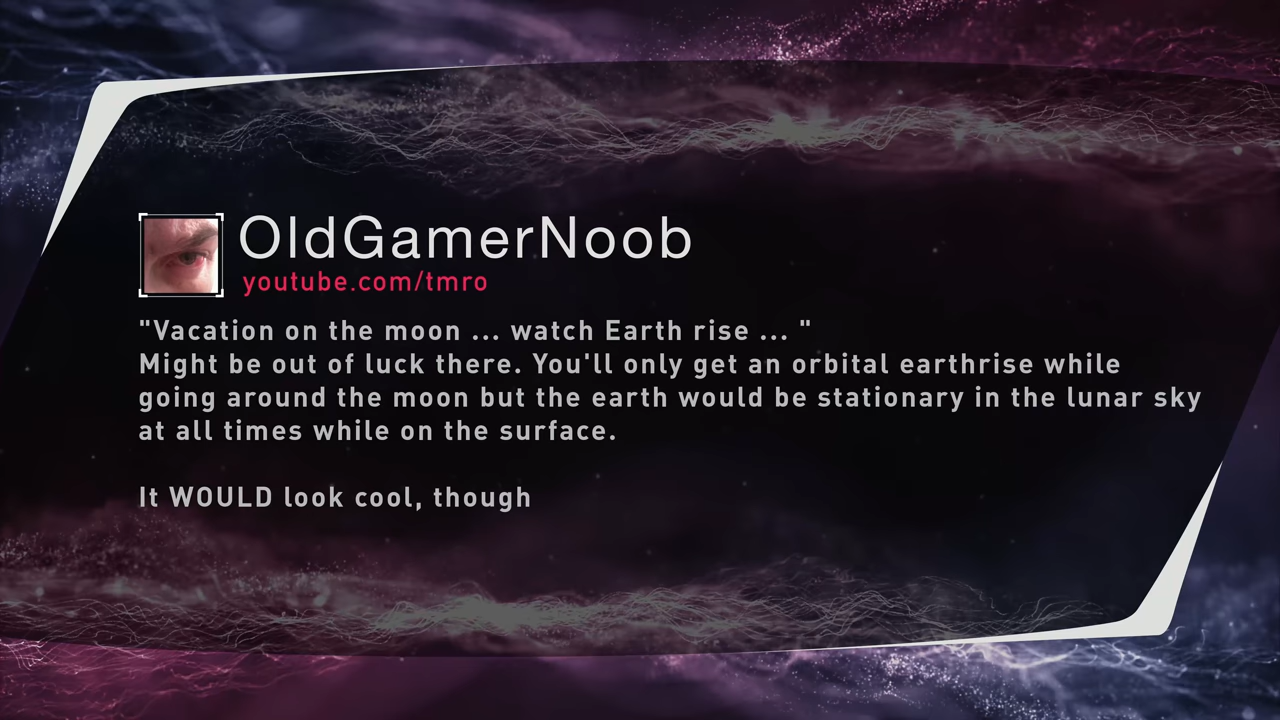 OldGamerNoob
youtube.com/tmro
"Vacation on the moon ... watch Earth rise ... "
Might be out of luck there. You'll only get an orbital earthrise while
going around the moon but the earth would be stationary in the lunar sky
at all times while on the surface.
It WOULD look cool, though